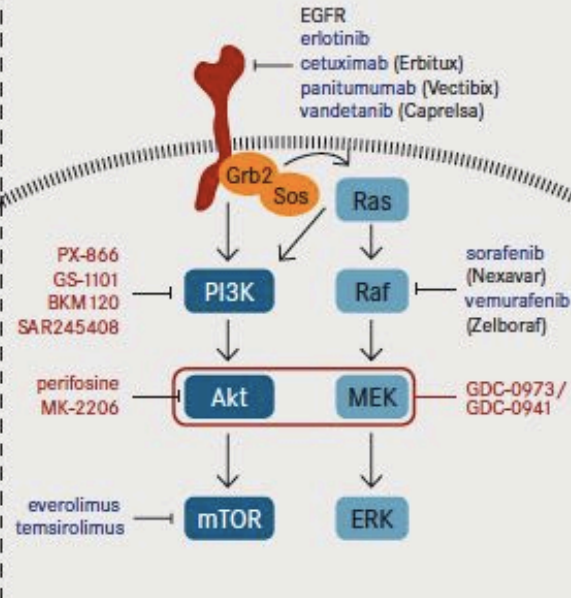 EGFR
erlotinib
cetuximab (Erbitux)
panitumumab (Vectibix)
vandetanib (Caprelsa)
Grb2
Sos
Ras
PX-866
GS-1101
BKM120
SAR245408
PI3K
Raf
sorafenib
(Nexavar)
vemurafenib
(Zelboraf)
perifosine
MK-2206
Akt
MEK
GDC-0973/
GDC-0941
everolimus
temsirolimus
mTOR
ERK